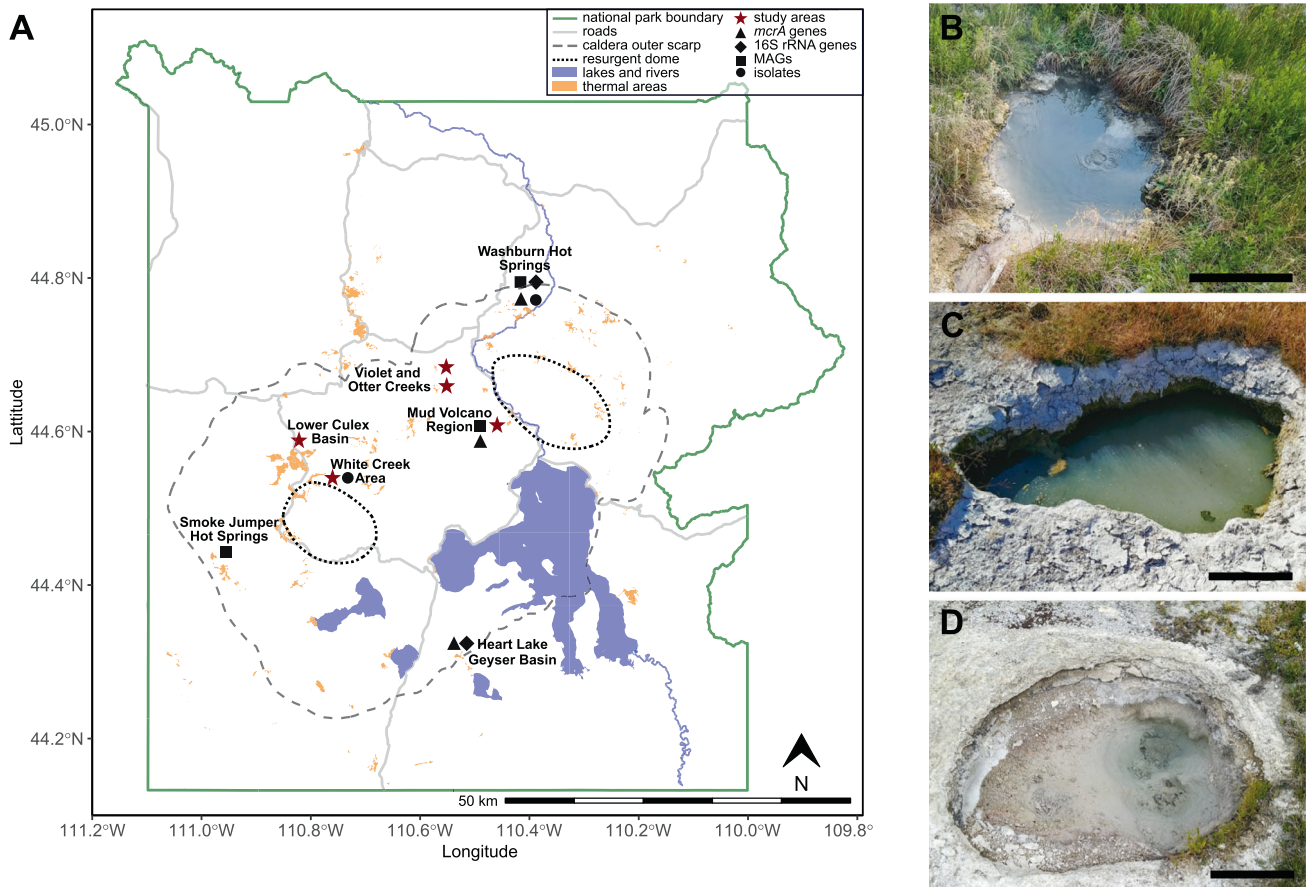 A
national park boundary
roads
caldera outer scarp
resurgent dome
lakes and rivers
thermal areas
study areas
mcrA genes
16S rRNA genes
MAGs
isolates
45.0°N
44.8°N
44.6°N
44.4°N
44.2°N
Lattitude
Washburn Hot
Springs
Violet and
Otter Creeks
Mud Volcano
Region
Lower Culex
Basin
White Creek
Area
Smoke Jumper
Hot Springs
Heart Lake
Geyser Basin
N
50 km
111.2°W
111.0°W
110.8°W
110.6°W
110.4°W
110.2°W
110.0°W
109.8°
Longitude
B
C
D